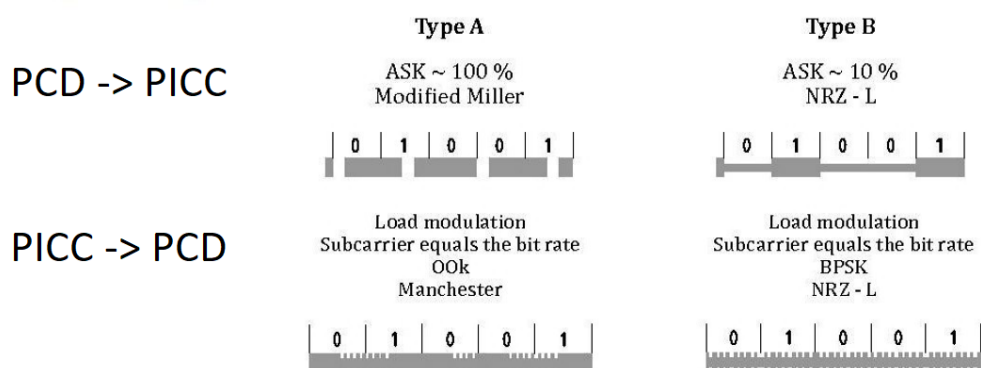 Type A
Type B
PCD -> PICC
ASK ~ 100 %
Modified Miller
ASK ~ 10 %
NRZ - L
0 1 0 0 1
0 1 0 0 1
PICC -> PCD
Load modulation
Subcarrier equals the bit rate
OOk
Manchester
Load modulation
Subcarrier equals the bit rate
BPSK
NRZ - L
0 1 0 0 1
0 1 0 0 1